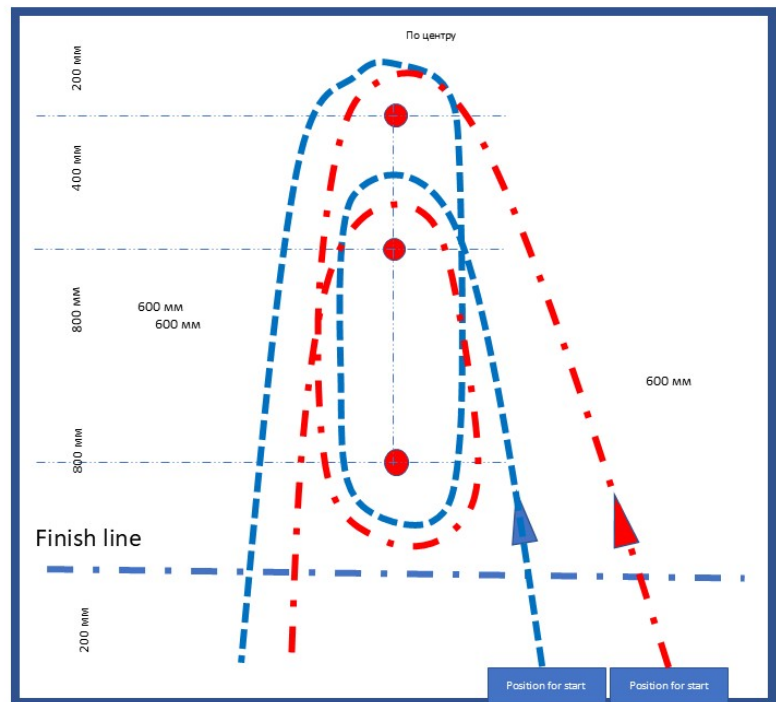 По центру
200 мм
400 мм
800 мм
600 мм
600 мм
600 мм
800 мм
Finish line
200 мм
Position for start
Position for start